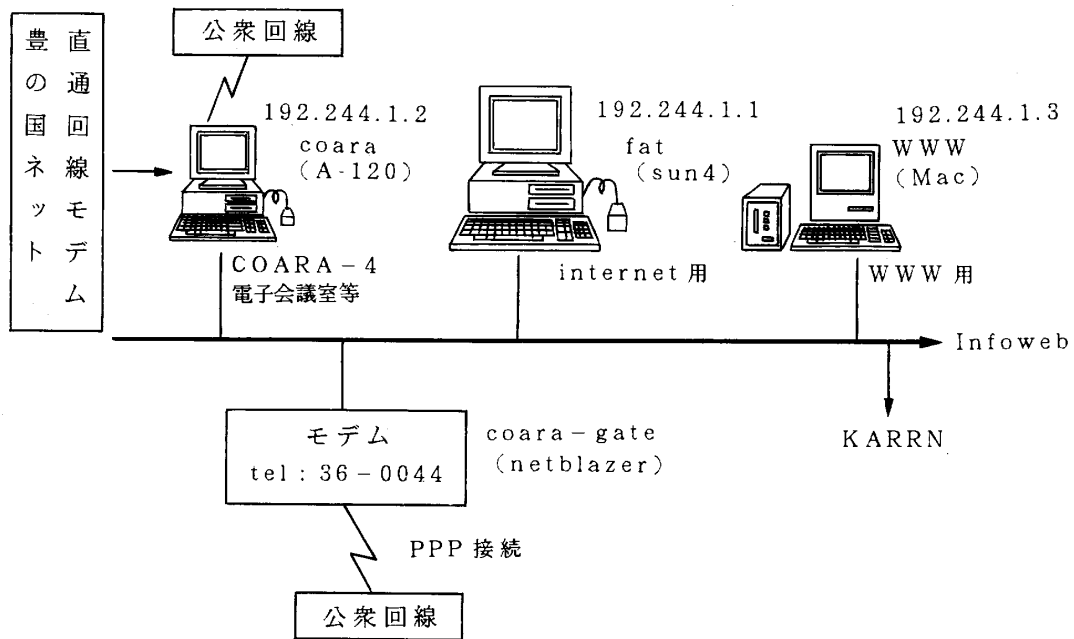 公衆回線
直通回線モデム
豊の国ネット
192.244.1.2
coara
(A-120)
192.244.1.1
fat
(sun4)
192.244.1.3
WWW
(Mac)
COARA-4
電子会議室等
internet用
WWW用
Infoweb
モデム
tel:36-0044
coara-gate
(netblazer)
KARRN
PPP接続
公衆回線